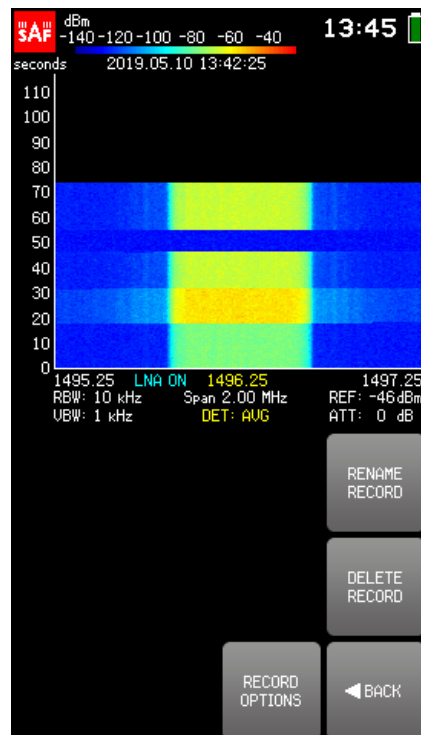 SAF
dBm
-140 -120 -100 -80 -60 -40
13:45
seconds 2019.05.10 13:42:25
110
100
90
80
70
60
50
40
30
20
10
0
1495.25 LNA ON 1496.25 1497.25
RBW: 10 kHz Span 2.00 MHz REF: -46dBm
VBW: 1 kHz DET: AVG ATT: 0 dB
RENAME
RECORD
DELETE
RECORD
RECORD
OPTIONS
BACK